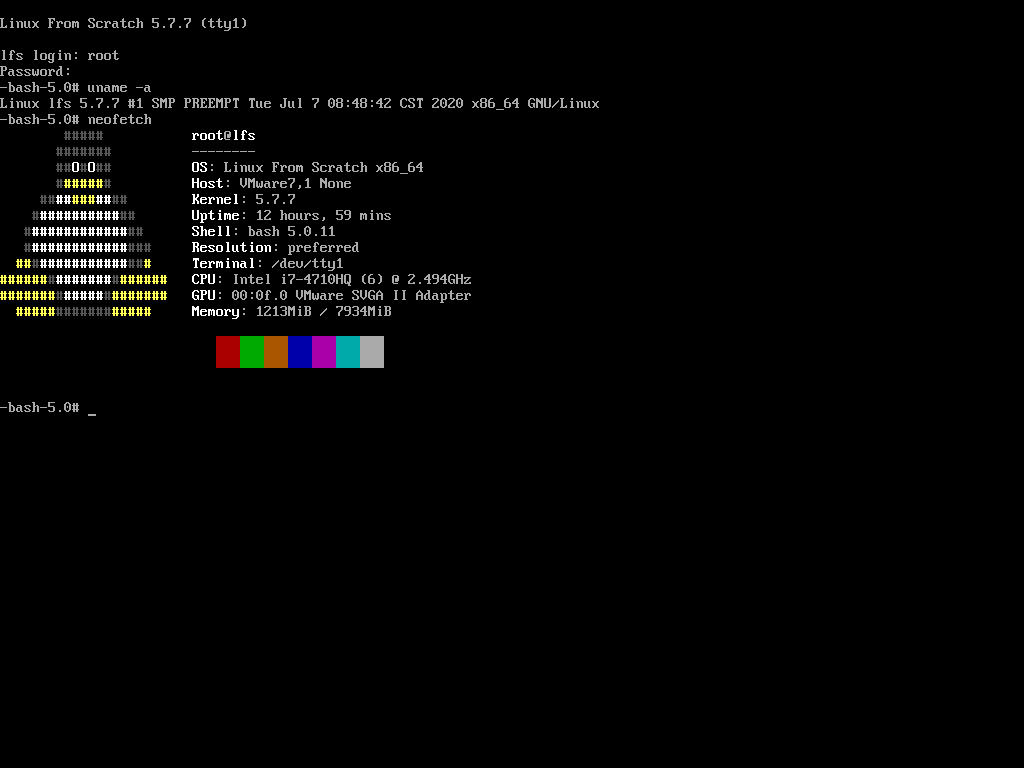 Linux From Scratch 5.7.7 (tty1)
lfs login: root
Password:
-bash-5.0# uname -a
Linux lfs 5.7.7 #1 SMP PREEMPT Tue Jul 7 08:48:42 CST 2020 x86_64 GNU/Linux
-bash-5.0# neofetch
##### root@lfs
####### --------
##O#O## OS: Linux From Scratch x86_64
####### Host: VMware7,1 None
########### Kernel: 5.7.7
############# Uptime: 12 hours, 59 mins
############### Shell: bash 5.0.11
################ Resolution: preferred
################# Terminal: /dev/tty1
##################### CPU: Intel i7-4710HQ (6) @ 2.494GHz
##################### GPU: 00:0f.0 VMware SVGA II Adapter
################# Memory: 1213MiB / 7934MiB
-bash-5.0# _